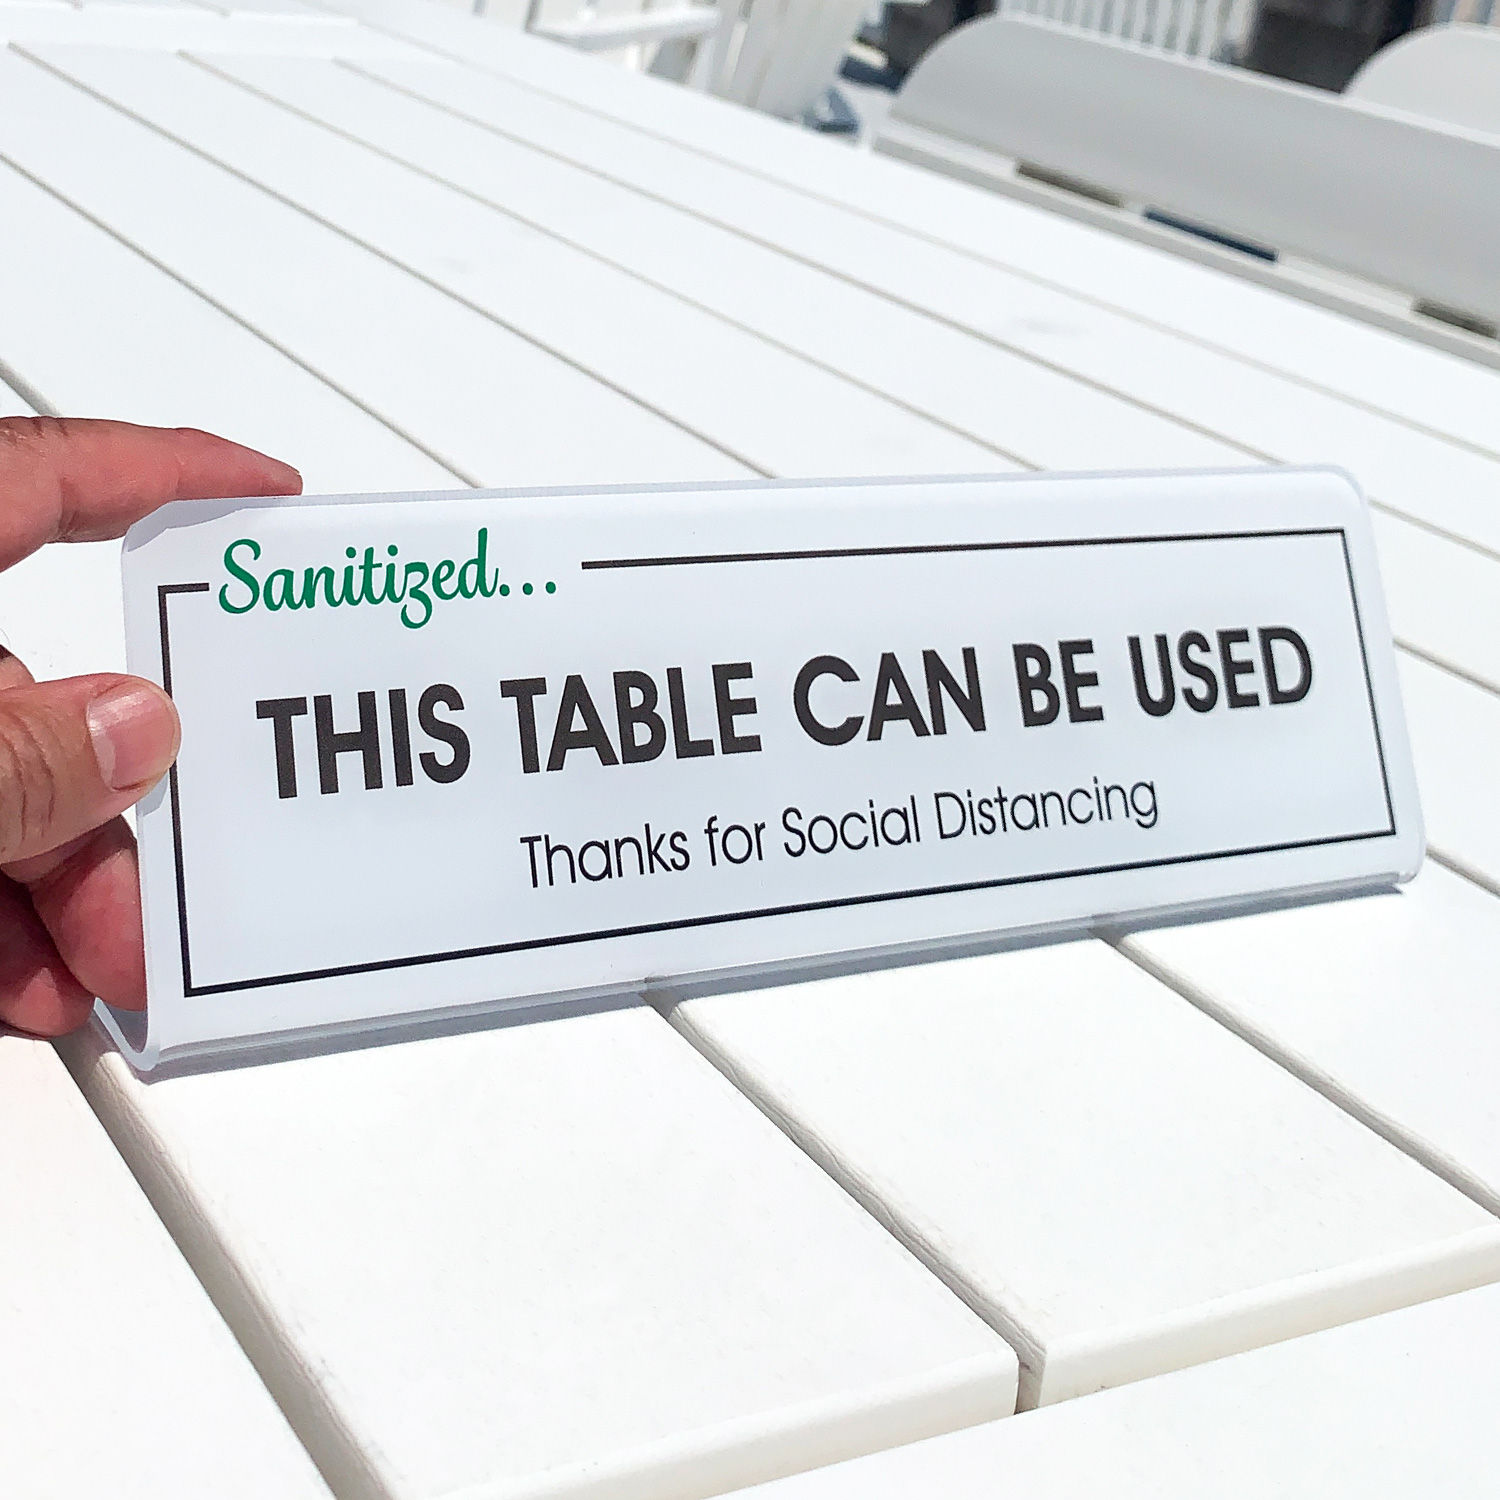 Sanitized...
THIS TABLE CAN BE USED
Thanks for Social Distancing